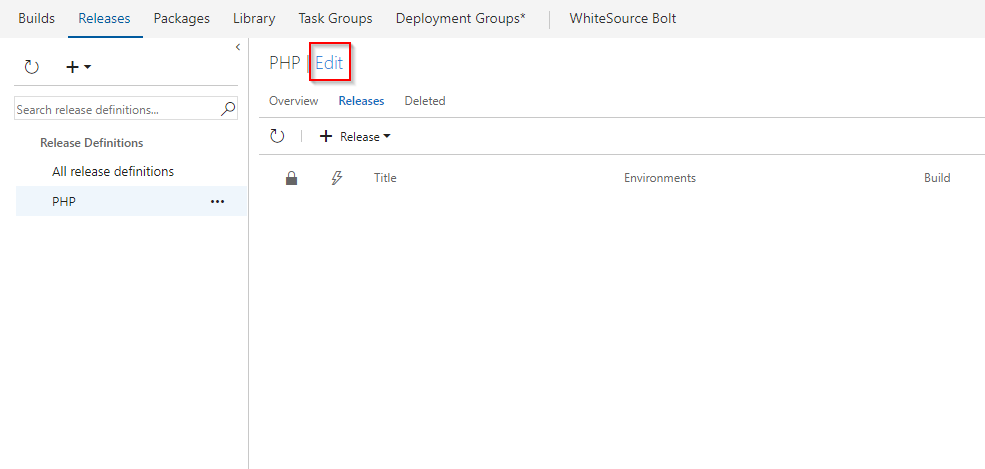 Builds Releases Packages Library Task Groups Deployment Groups* WhiteSource Bolt
PHP | Edit
Overview Releases Deleted
Search release definitions...
Release Definitions
All release definitions
PHP ...
+ Release
Title Environments Build